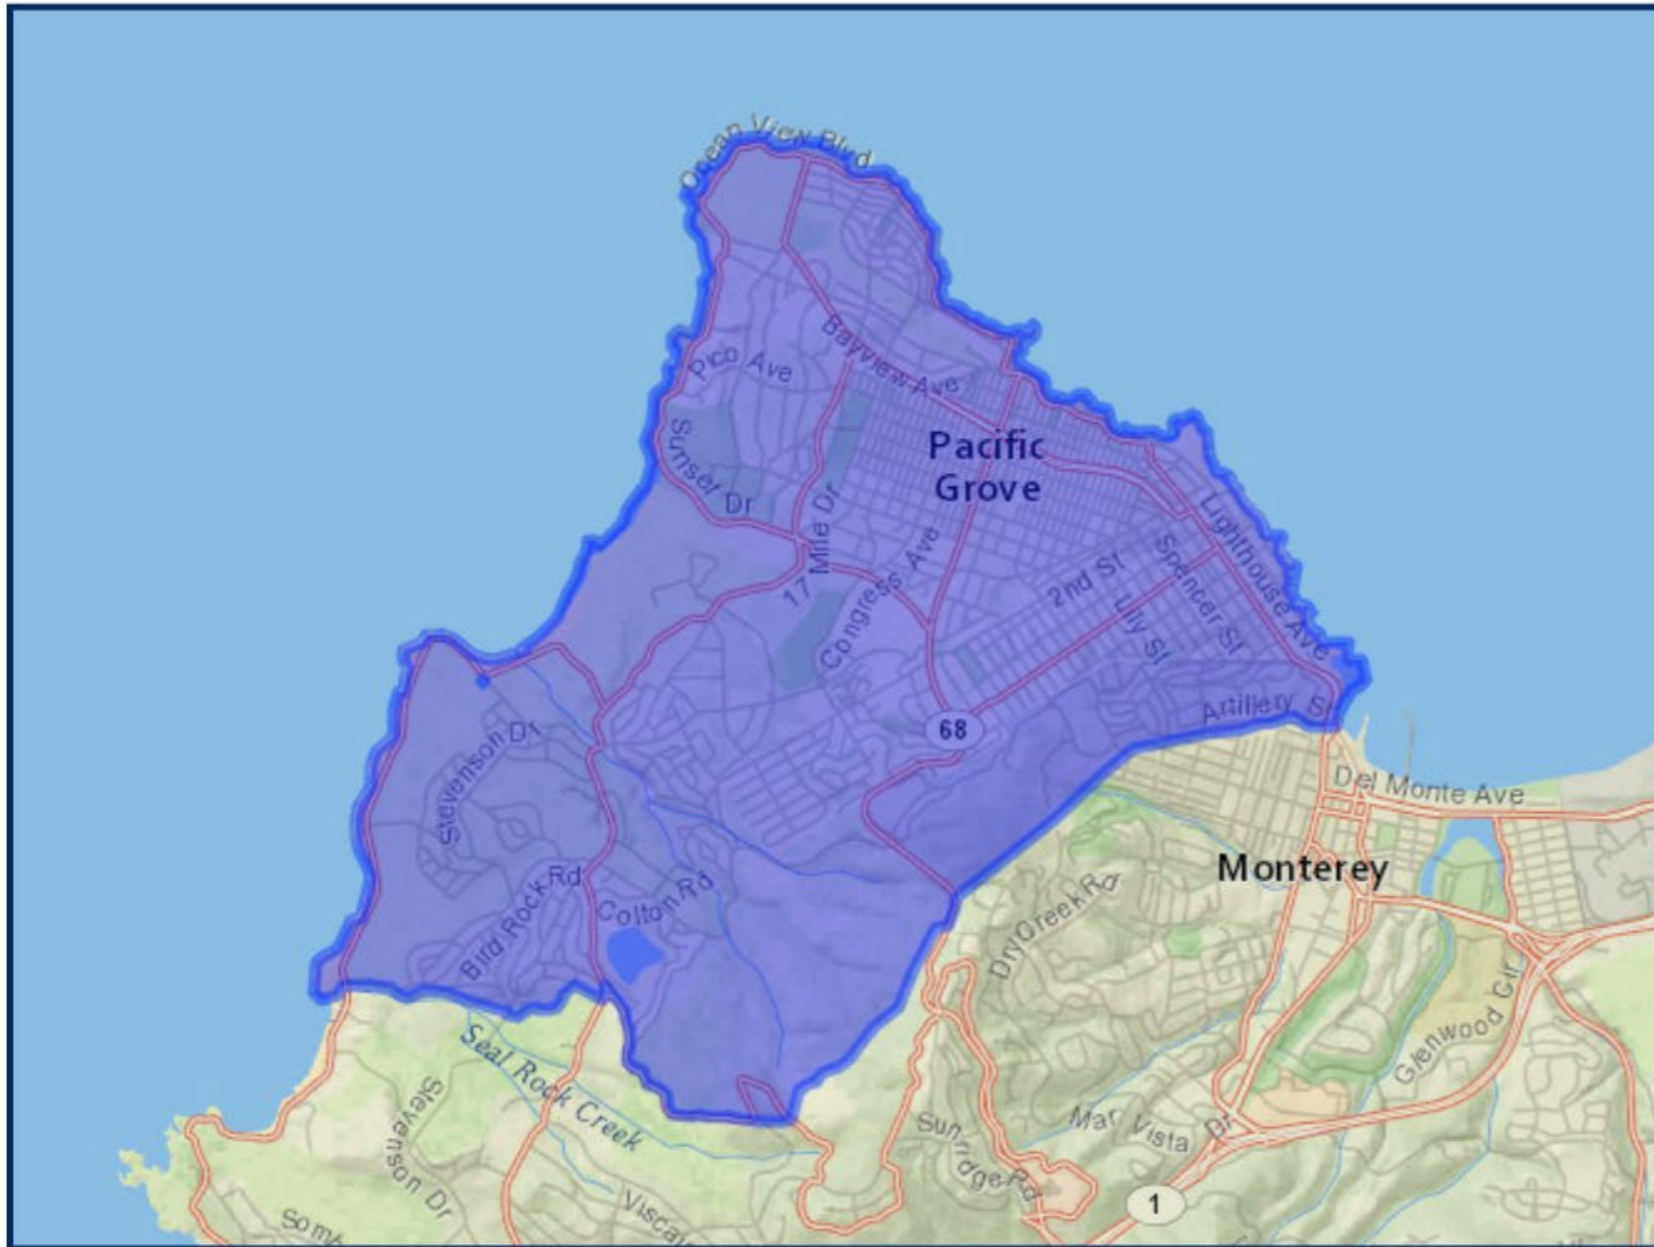 Ocean View Blvd
Pico Ave
Bayview Ave
Sunset Dr
Pacific
Grove
17 Mile Dr
Congress Ave
2nd St
Lily St
Spencer St
Lighthouse Ave
Artillery St
68
Stevenson Dr
Bird Rock Rd
Colton Rd
Del Monte Ave
Monterey
Dry Creek Rd
Glenwood Cir
Seal Rock Creek
Stevenson Dr
Mar Vista Dr
Sunridge Rd
1